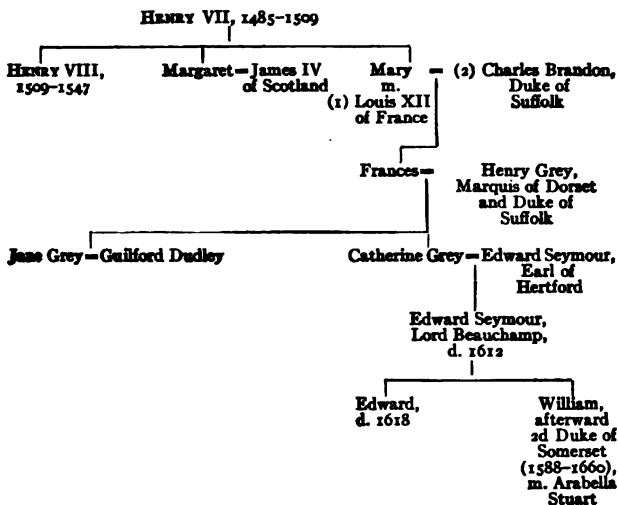 HENRY VII, 1485-1509
HENRY VIII,
1509-1547
Margaret=James IV
of Scotland
Mary
m.
(1) Louis XII
of France
= (2) Charles Brandon,
Duke of
Suffolk
Frances=
Henry Grey,
Marquis of Dorset
and Duke of
Suffolk
Jane Grey=Guilford Dudley
Catherine Grey=Edward Seymour,
Earl of
Hertford
Edward Seymour,
Lord Beauchamp,
d. 1612
Edward,
d. 1618
William,
afterward
2d Duke of
Somerset
(1588-1660),
m. Arabella
Stuart